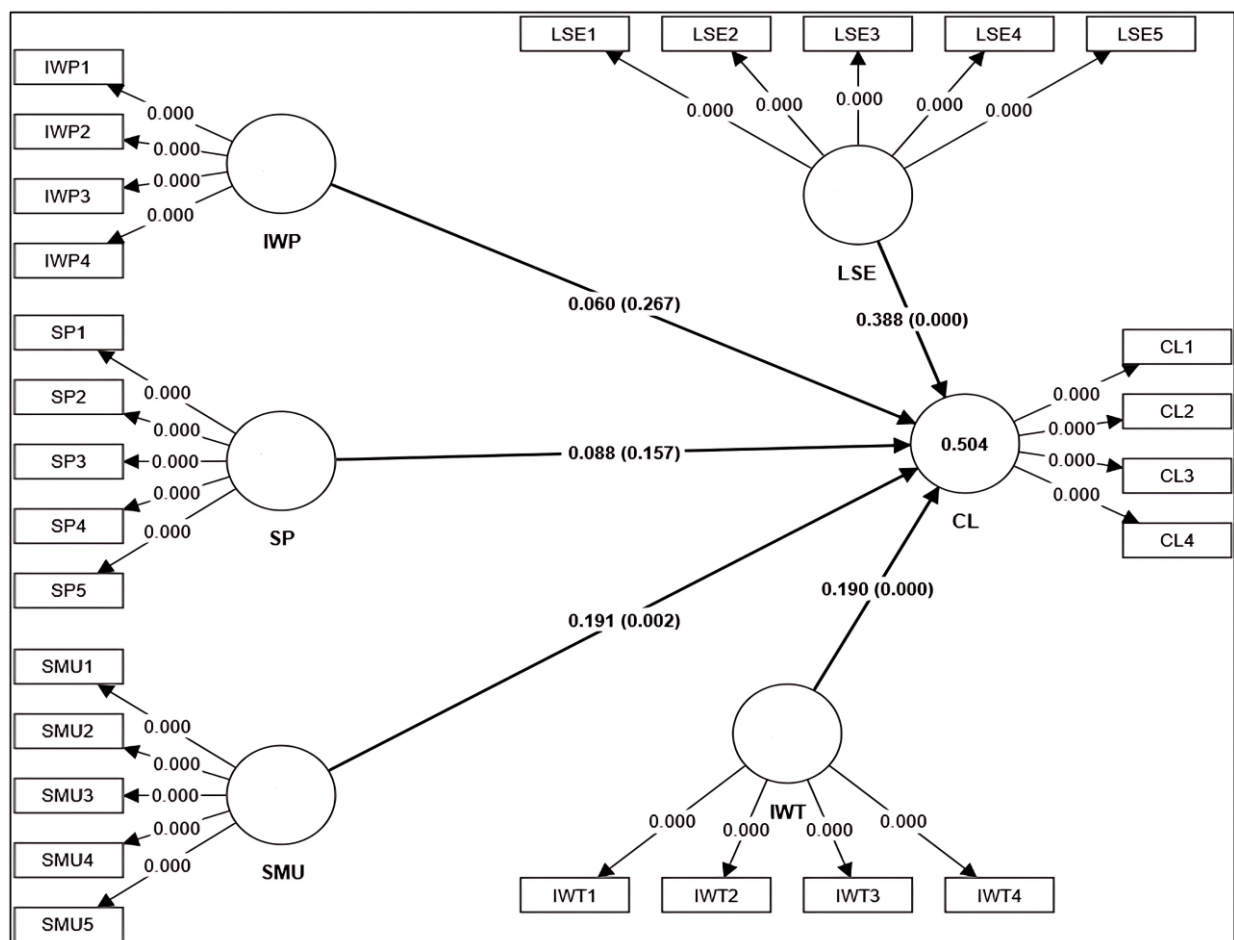 LSE1
LSE2
LSE3
LSE4
LSE5
0.000
0.000
0.000
0.000
0.000
LSE
0.388 (0.000)
IWP1
IWP2
IWP3
IWP4
0.000
0.000
0.000
0.000
IWP
0.060 (0.267)
SP1
SP2
SP3
SP4
SP5
0.000
0.000
0.000
0.000
0.000
SP
0.088 (0.157)
SMU1
SMU2
SMU3
SMU4
SMU5
0.000
0.000
0.000
0.000
0.000
SMU
0.191 (0.002)
0.504
CL
0.000
0.000
0.000
0.000
CL1
CL2
CL3
CL4
0.190 (0.000)
IWT
0.000
0.000
0.000
0.000
IWT1
IWT2
IWT3
IWT4